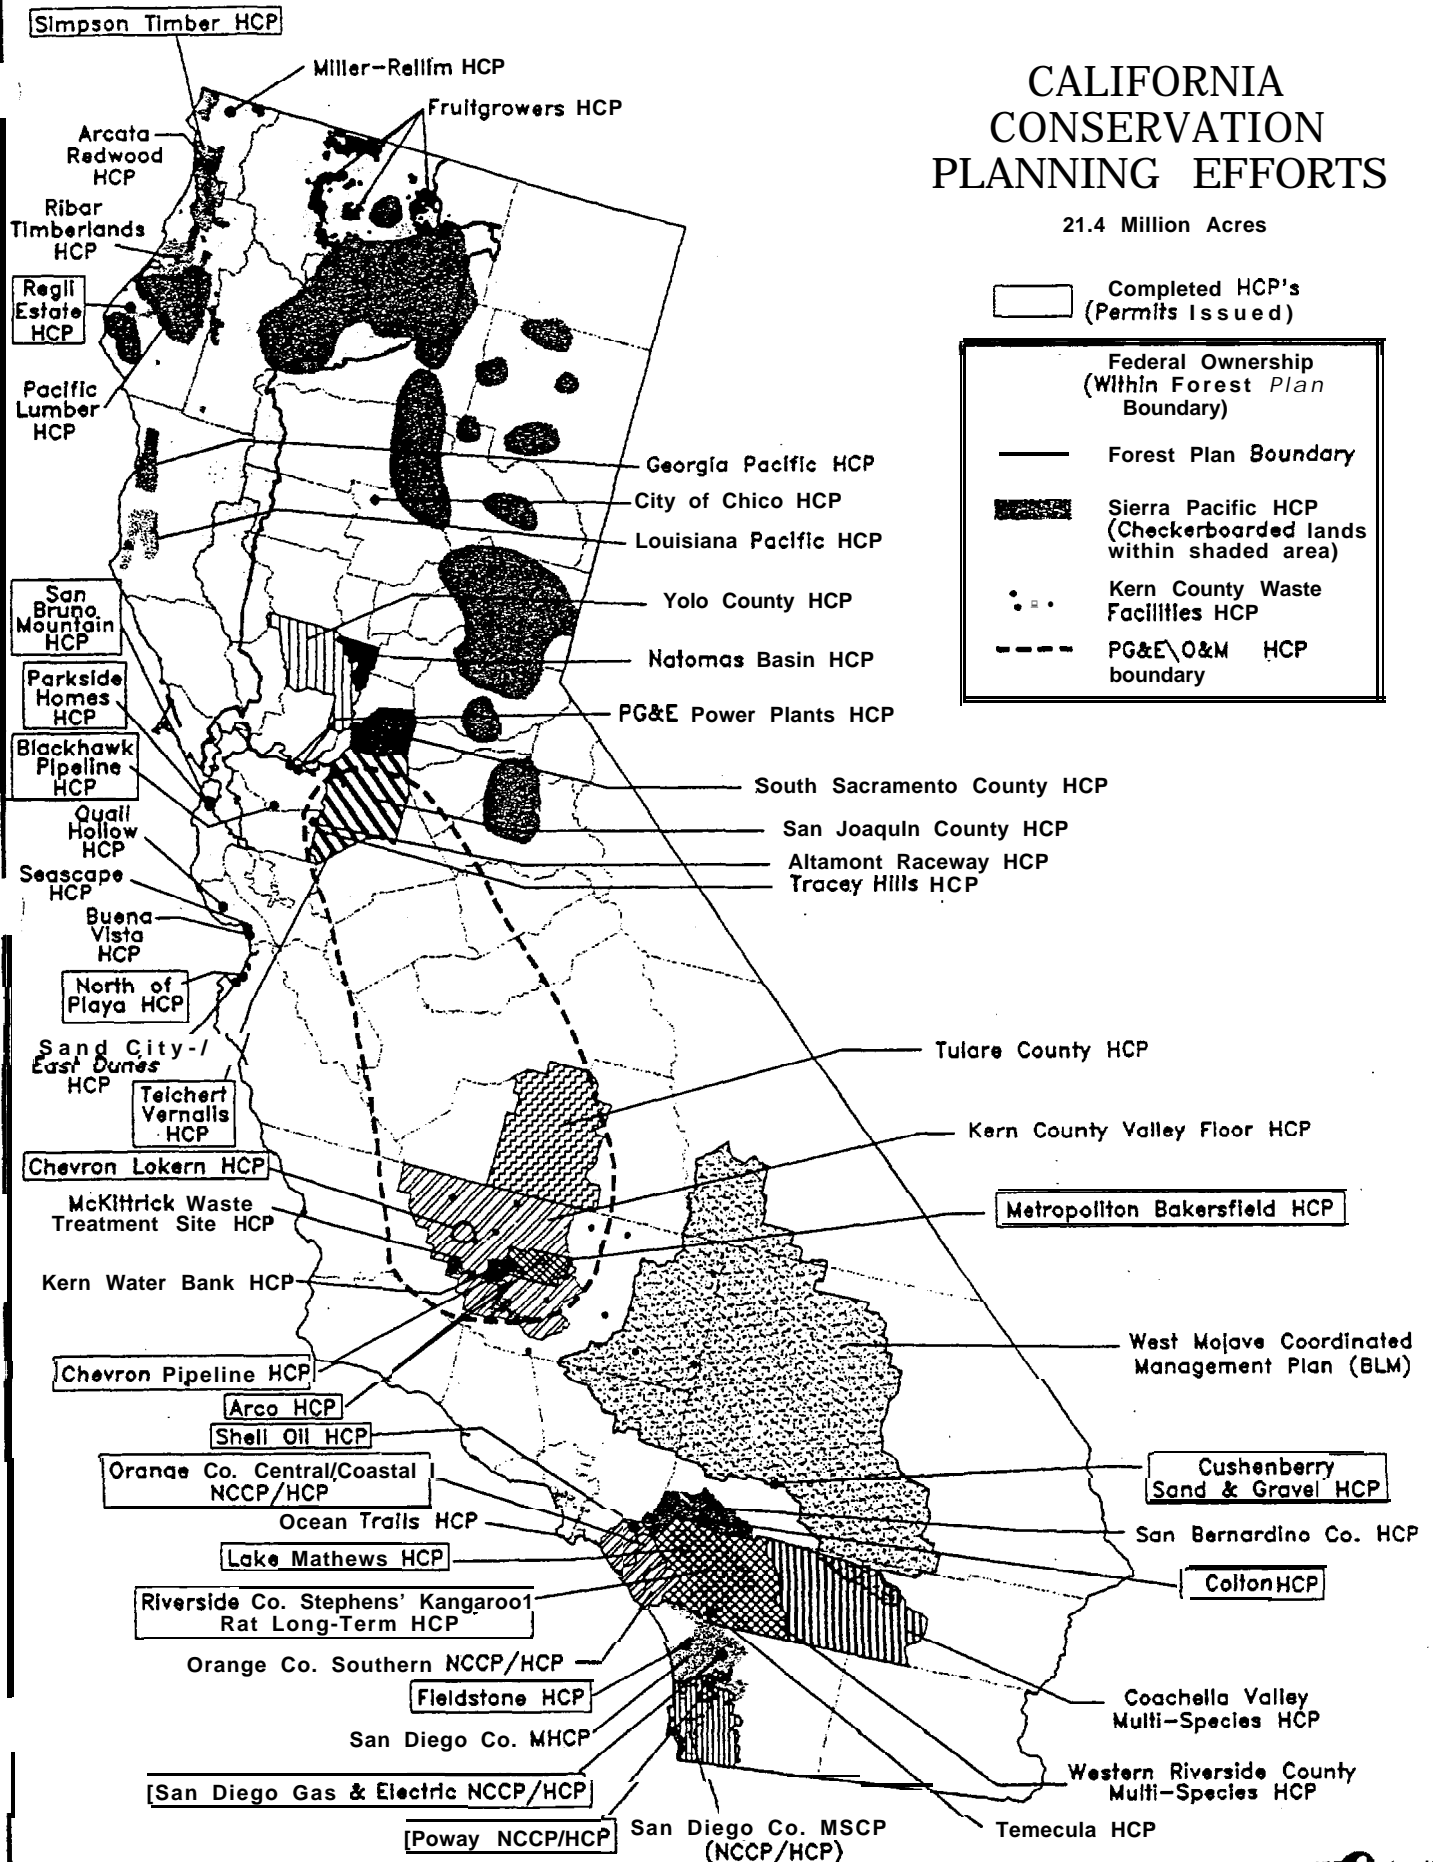 Simpson Timber HCP
Miller-Rellim HCP
Fruitgrowers HCP
Arcata
Redwood
HCP
Ribar
Timberlands
HCP
Regli
Estate
HCP
Pacific
Lumber
HCP
CALIFORNIA
CONSERVATION
PLANNING EFFORTS
21.4 Million Acres
Completed HCP's
(Permits Issued)
Federal Ownership
(Within Forest Plan
Boundary)
Forest Plan Boundary
Sierra Pacific HCP
(Checkerboarded lands
within shaded area)
Kern County Waste
Facilities HCP
PG&E\O&M HCP
boundary
Georgia Pacific HCP
City of Chico HCP
Louisiana Pacific HCP
Yolo County HCP
Natomas Basin HCP
PG&E Power Plants HCP
South Sacramento County HCP
San Joaquin County HCP
Altamont Raceway HCP
Tracey Hills HCP
San
Bruno
Mountain
HCP
Parkside
Homes
HCP
Blackhawk
Pipeline
HCP
Quail
Hollow
HCP
Seascape
HCP
Buena
Vista
HCP
North of
Playa HCP
Sand City-/
East Dunes
HCP
Teichert
Vernalis
HCP
Chevron Lokern HCP
McKittrick Waste
Treatment Site HCP
Kern Water Bank HCP
Chevron Pipeline HCP
Arco HCP
Shell Oil HCP
Orange Co. Central/Coastal
NCCP/HCP
Ocean Trails HCP
Lake Mathews HCP
Riverside Co. Stephens' Kangaroo1
Rat Long-Term HCP
Orange Co. Southern NCCP/HCP
Fieldstone HCP
San Diego Co. MHCP
[San Diego Gas & Electric NCCP/HCP
[Poway NCCP/HCP
San Diego Co. MSCP
(NCCP/HCP)
Tulare County HCP
Kern County Valley Floor HCP
Metropoliton Bakersfield HCP
West Mojave Coordinated
Management Plan (BLM)
Cushenberry
Sand & Gravel HCP
San Bernardino Co. HCP
Colton HCP
Coachella Valley
Multi-Species HCP
Western Riverside County
Multi-Species HCP
Temecula HCP